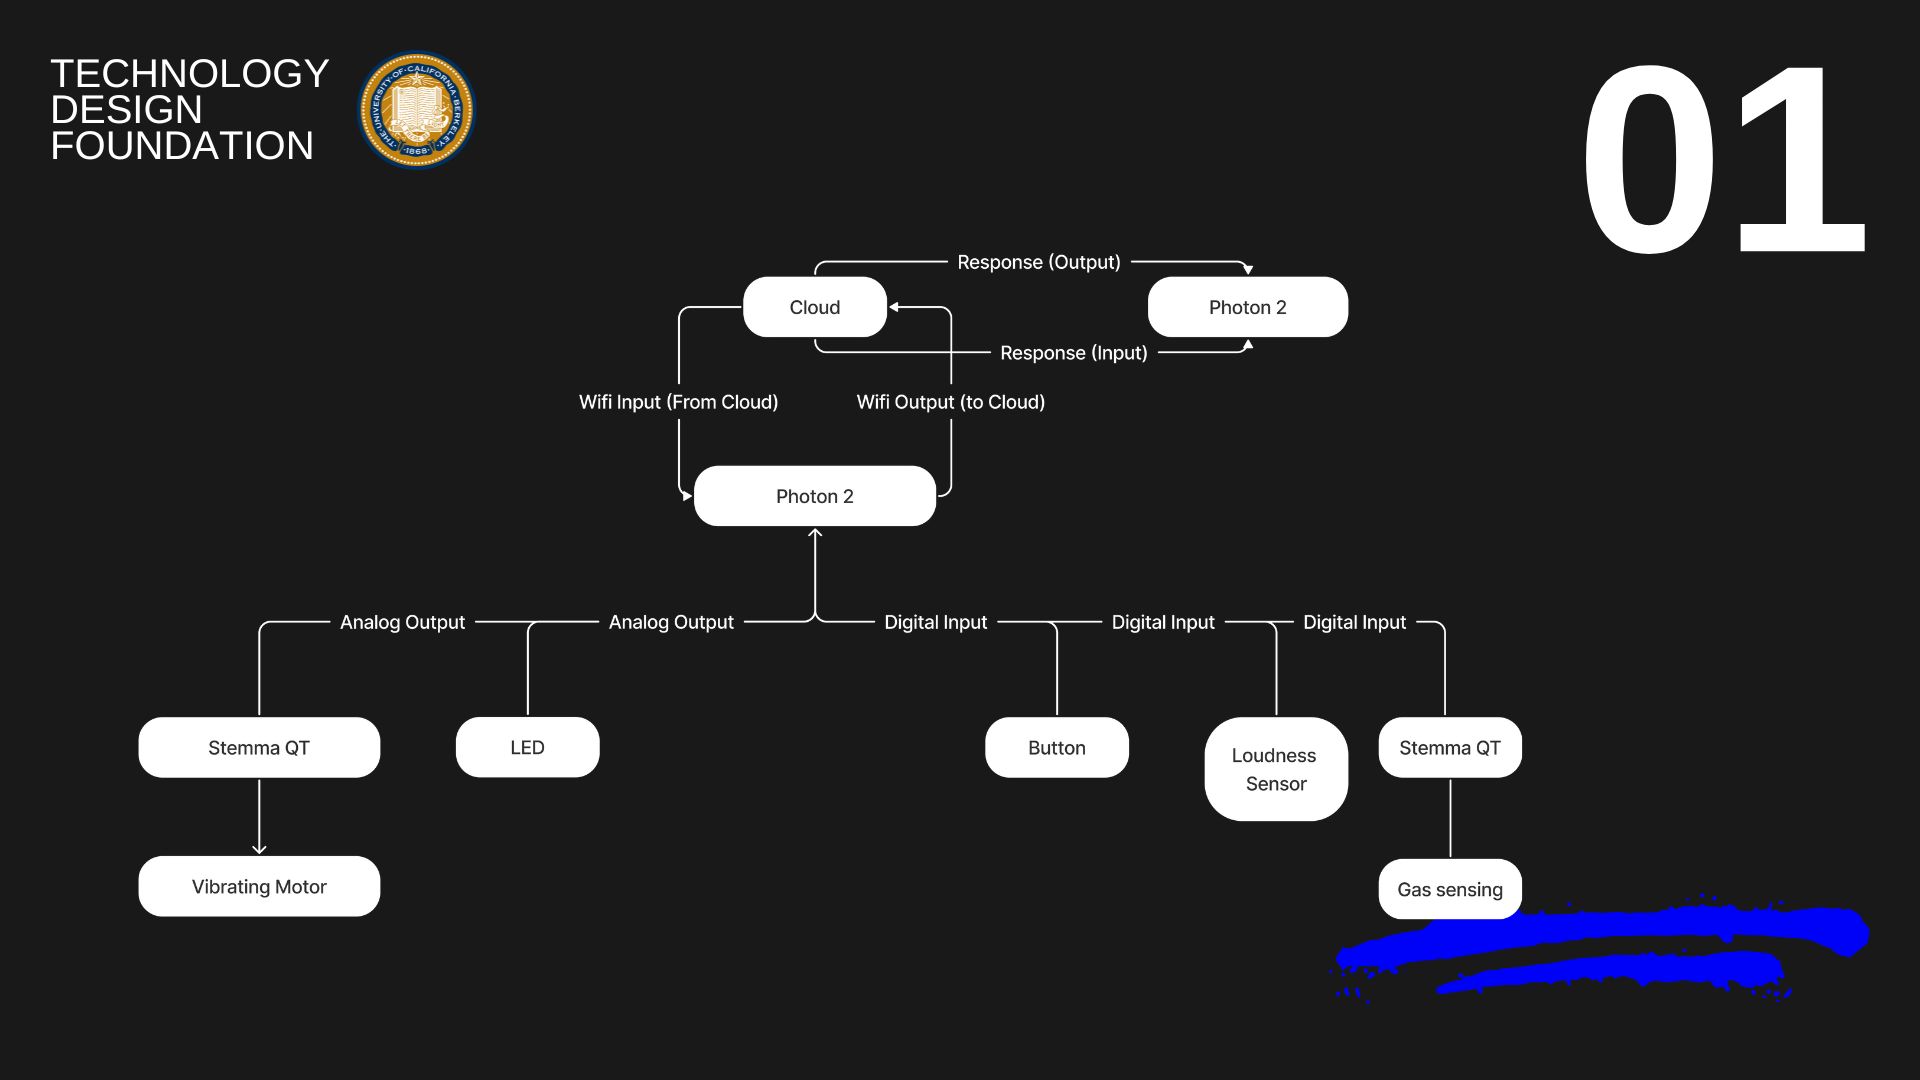 TECHNOLOGY
DESIGN
FOUNDATION
THE·UNIVERSITY·OF·CALIFORNIA·BERKELEY
·1868·
01
Response (Output)
Cloud
Photon 2
Response (Input)
Wifi Input (From Cloud)
Wifi Output (to Cloud)
Photon 2
Analog Output
Analog Output
Digital Input
Digital Input
Digital Input
Stemma QT
LED
Button
Loudness
Sensor
Stemma QT
Vibrating Motor
Gas sensing